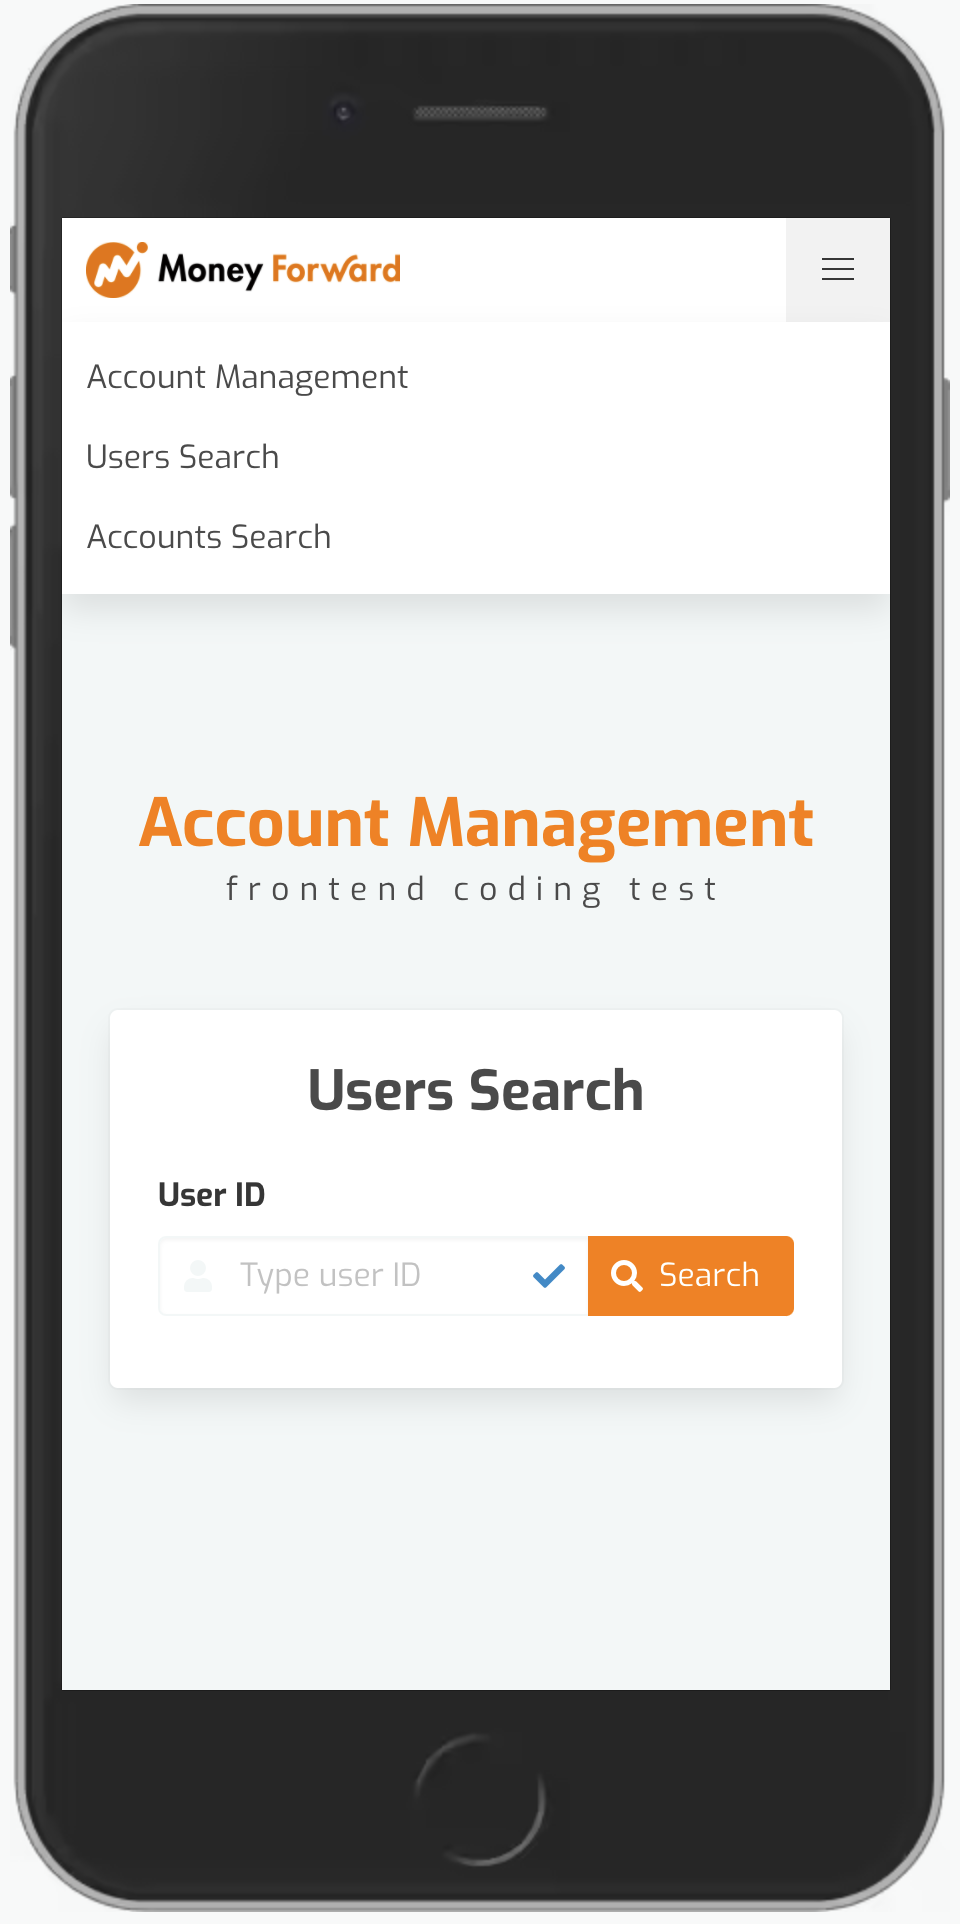 Money Forward
Account Management
Users Search
Accounts Search
Account Management
frontend coding test
Users Search
User ID
Type user ID
Search